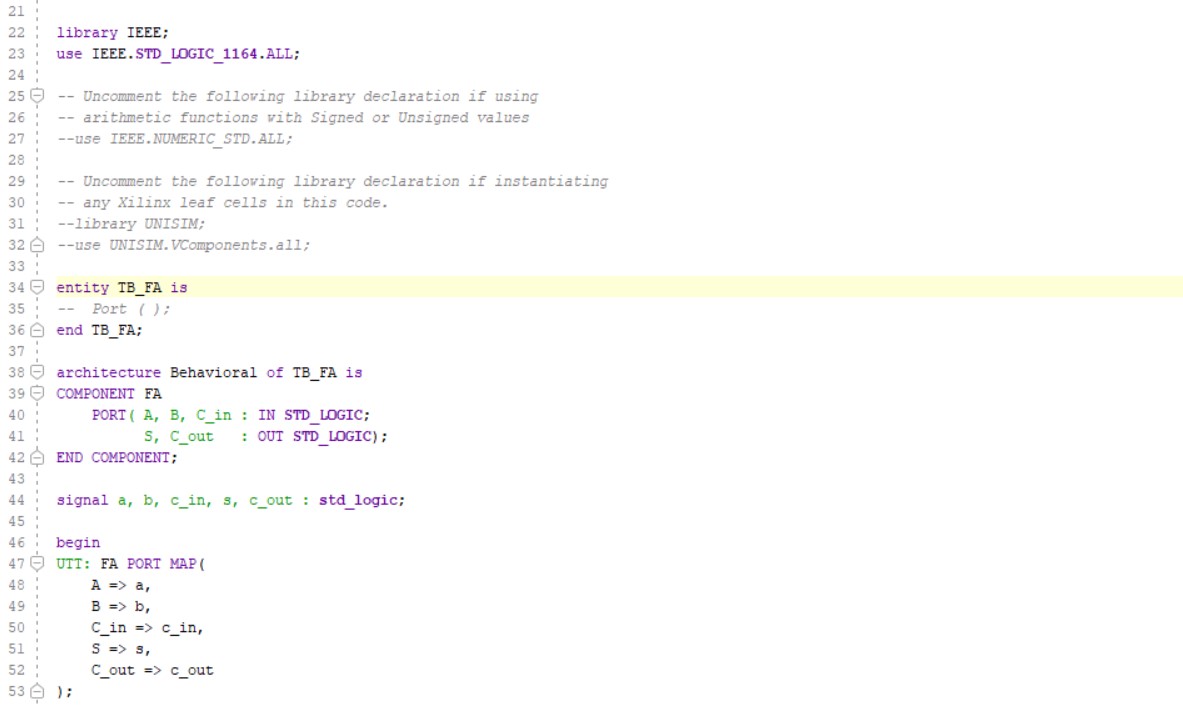 21
22 library IEEE;
23 use IEEE.STD_LOGIC_1164.ALL;
24
25 -- Uncomment the following library declaration if using
26 -- arithmetic functions with Signed or Unsigned values
27 --use IEEE.NUMERIC_STD.ALL;
28
29 -- Uncomment the following library declaration if instantiating
30 -- any Xilinx leaf cells in this code.
31 --library UNISIM;
32 --use UNISIM.VComponents.all;
33
34 entity TB_FA is
35 --  Port ( );
36 end TB_FA;
37
38 architecture Behavioral of TB_FA is
39 COMPONENT FA
40     PORT( A, B, C_in : IN STD_LOGIC;
41           S, C_out   : OUT STD_LOGIC);
42 END COMPONENT;
43
44 signal a, b, c_in, s, c_out : std_logic;
45
46 begin
47 UTT: FA PORT MAP(
48     A => a,
49     B => b,
50     C_in => c_in,
51     S => s,
52     C_out => c_out
53 );